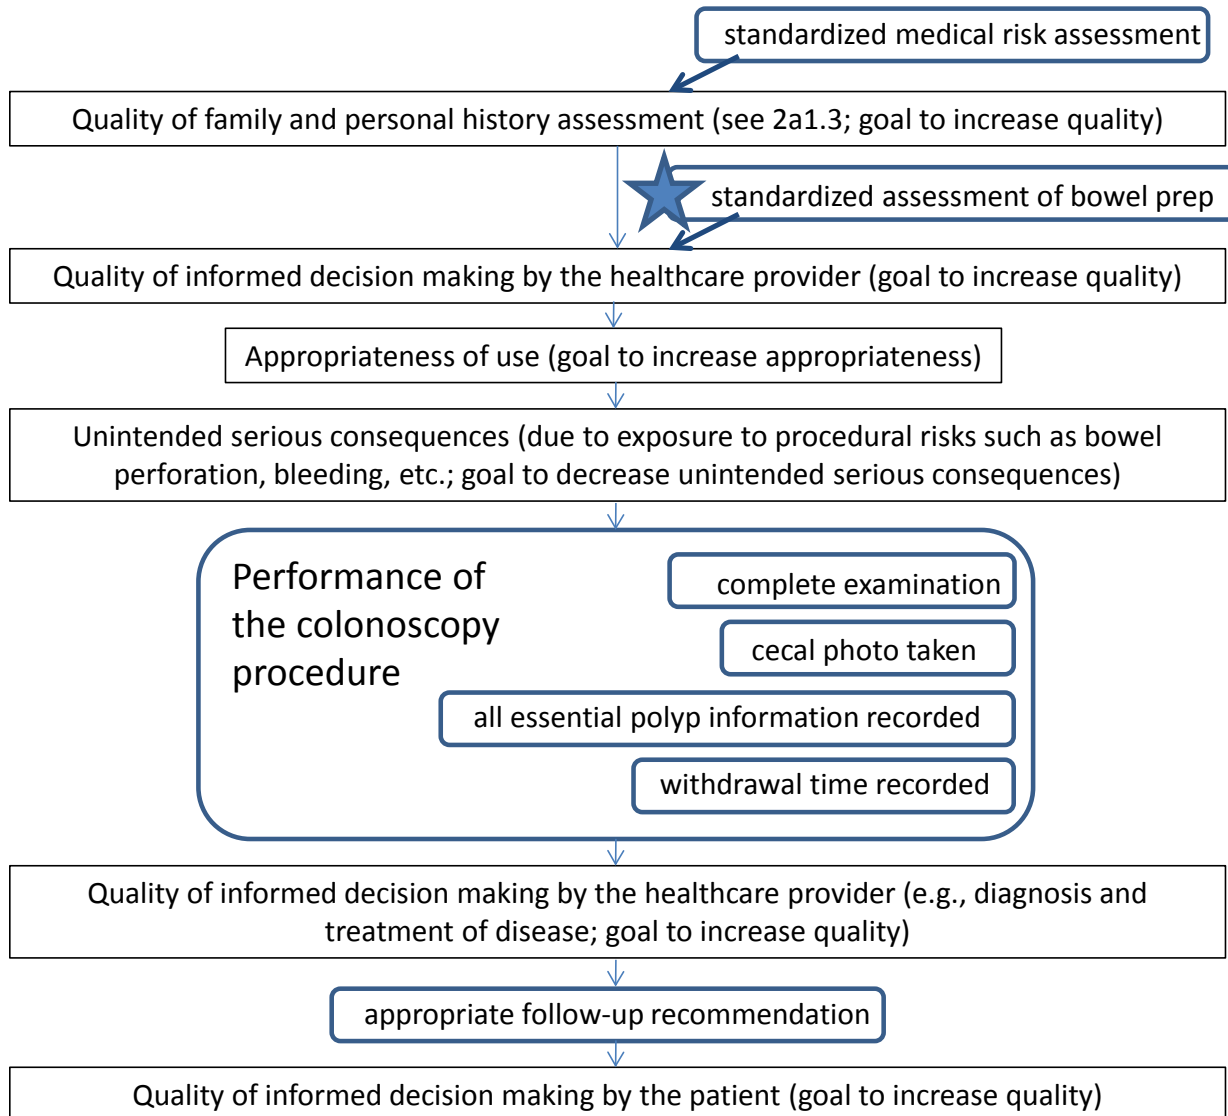 standardized medical risk assessment
Quality of family and personal history assessment (see 2a1.3; goal to increase quality)
standardized assessment of bowel prep
Quality of informed decision making by the healthcare provider (goal to increase quality)
Appropriateness of use (goal to increase appropriateness)
Unintended serious consequences (due to exposure to procedural risks such as bowel
perforation, bleeding, etc.; goal to decrease unintended serious consequences)
Performance of
the colonoscopy
procedure
complete examination
cecal photo taken
all essential polyp information recorded
withdrawal time recorded
Quality of informed decision making by the healthcare provider (e.g., diagnosis and
treatment of disease; goal to increase quality)
appropriate follow-up recommendation
Quality of informed decision making by the patient (goal to increase quality)